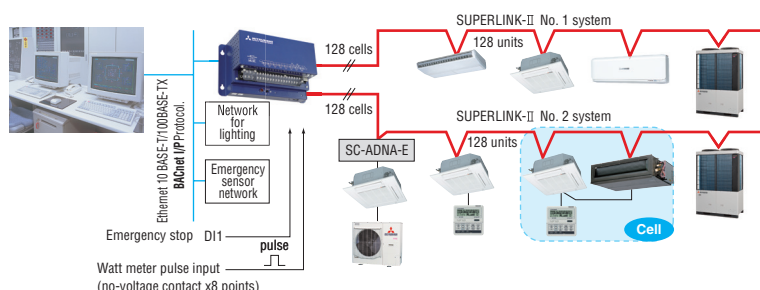 SUPERLINK-II No. 1 system
128 cells
128 units
128 cells
SUPERLINK-II No. 2 system
128 units
Ethernet 10 BASE-T/100BASE-TX
BACnet I/P Protocol.
Network
for
lighting
SC-ADNA-E
Emergency
sensor
network
Emergency stop DI1
pulse
Cell
Watt meter pulse input
(no-voltage contact x8 points)